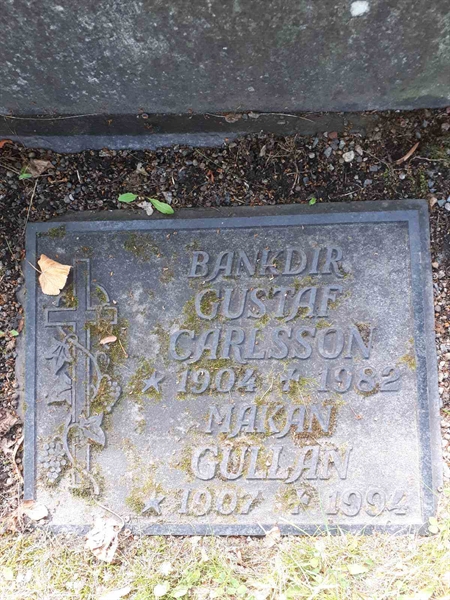 BANKDIR
GUSTAF
CARLSSON
★ 1904 ✝ 1982
MAKAN
GULLAN
★ 1907 ✝ 1994